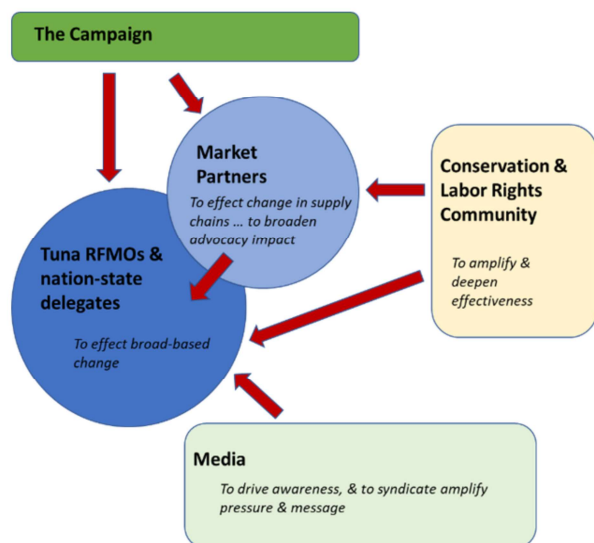 The Campaign
Market
Partners
To effect change in supply
chains ... to broaden
advocacy impact
Conservation &
Labor Rights
Community
To amplify &
deepen
effectiveness
Tuna RFMOs &
nation-state
delegates
To effect broad-based
change
Media
To drive awareness, & to syndicate amplify
pressure & message